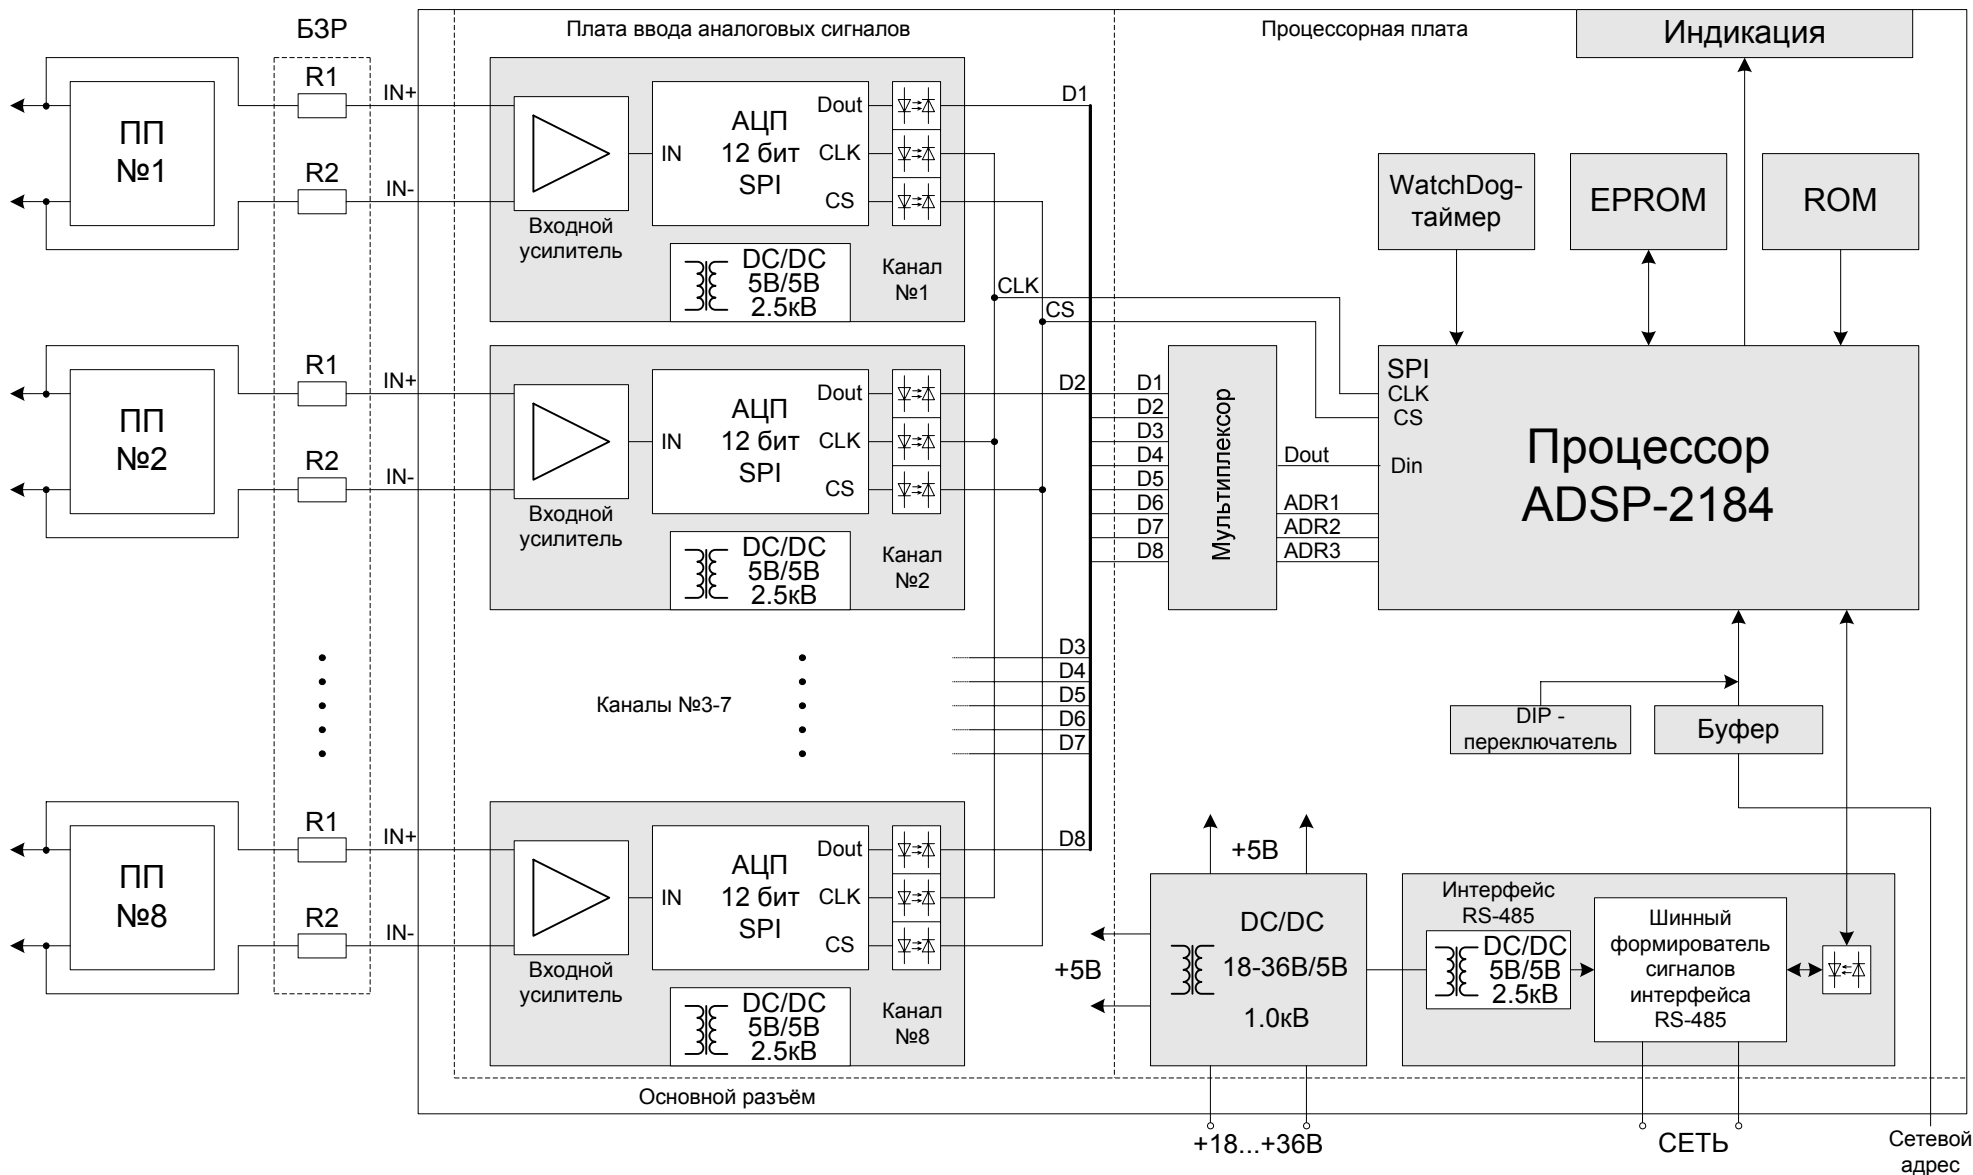 БЗР
Плата ввода аналоговых сигналов
Процессорная плата
Индикация
ПП
№1
R1
R2
IN+
IN-
Входной
усилитель
IN
АЦП
12 бит
SPI
Dout
CLK
CS
DC/DC
5В/5В
2.5кВ
Канал
№1
D1
CLK
CS
WatchDog-
таймер
EPROM
ROM
ПП
№2
R1
R2
IN+
IN-
Входной
усилитель
IN
АЦП
12 бит
SPI
Dout
CLK
CS
DC/DC
5В/5В
2.5кВ
Канал
№2
D2
D1
D2
D3
D4
D5
D6
D7
D8
Мультиплексор
Dout
ADR1
ADR2
ADR3
SPI
CLK
CS
Din
Процессор
ADSP-2184
Каналы №3-7
D3
D4
D5
D6
D7
DIP -
переключатель
Буфер
ПП
№8
R1
R2
IN+
IN-
Входной
усилитель
IN
АЦП
12 бит
SPI
Dout
CLK
CS
DC/DC
5В/5В
2.5кВ
Канал
№8
D8
+5В
+5В
DC/DC
18-36В/5В
1.0кВ
Интерфейс
RS-485
DC/DC
5В/5В
2.5кВ
Шинный
формирователь
сигналов
интерфейса
RS-485
Основной разъём
+18...+36В
СЕТЬ
Сетевой
адрес